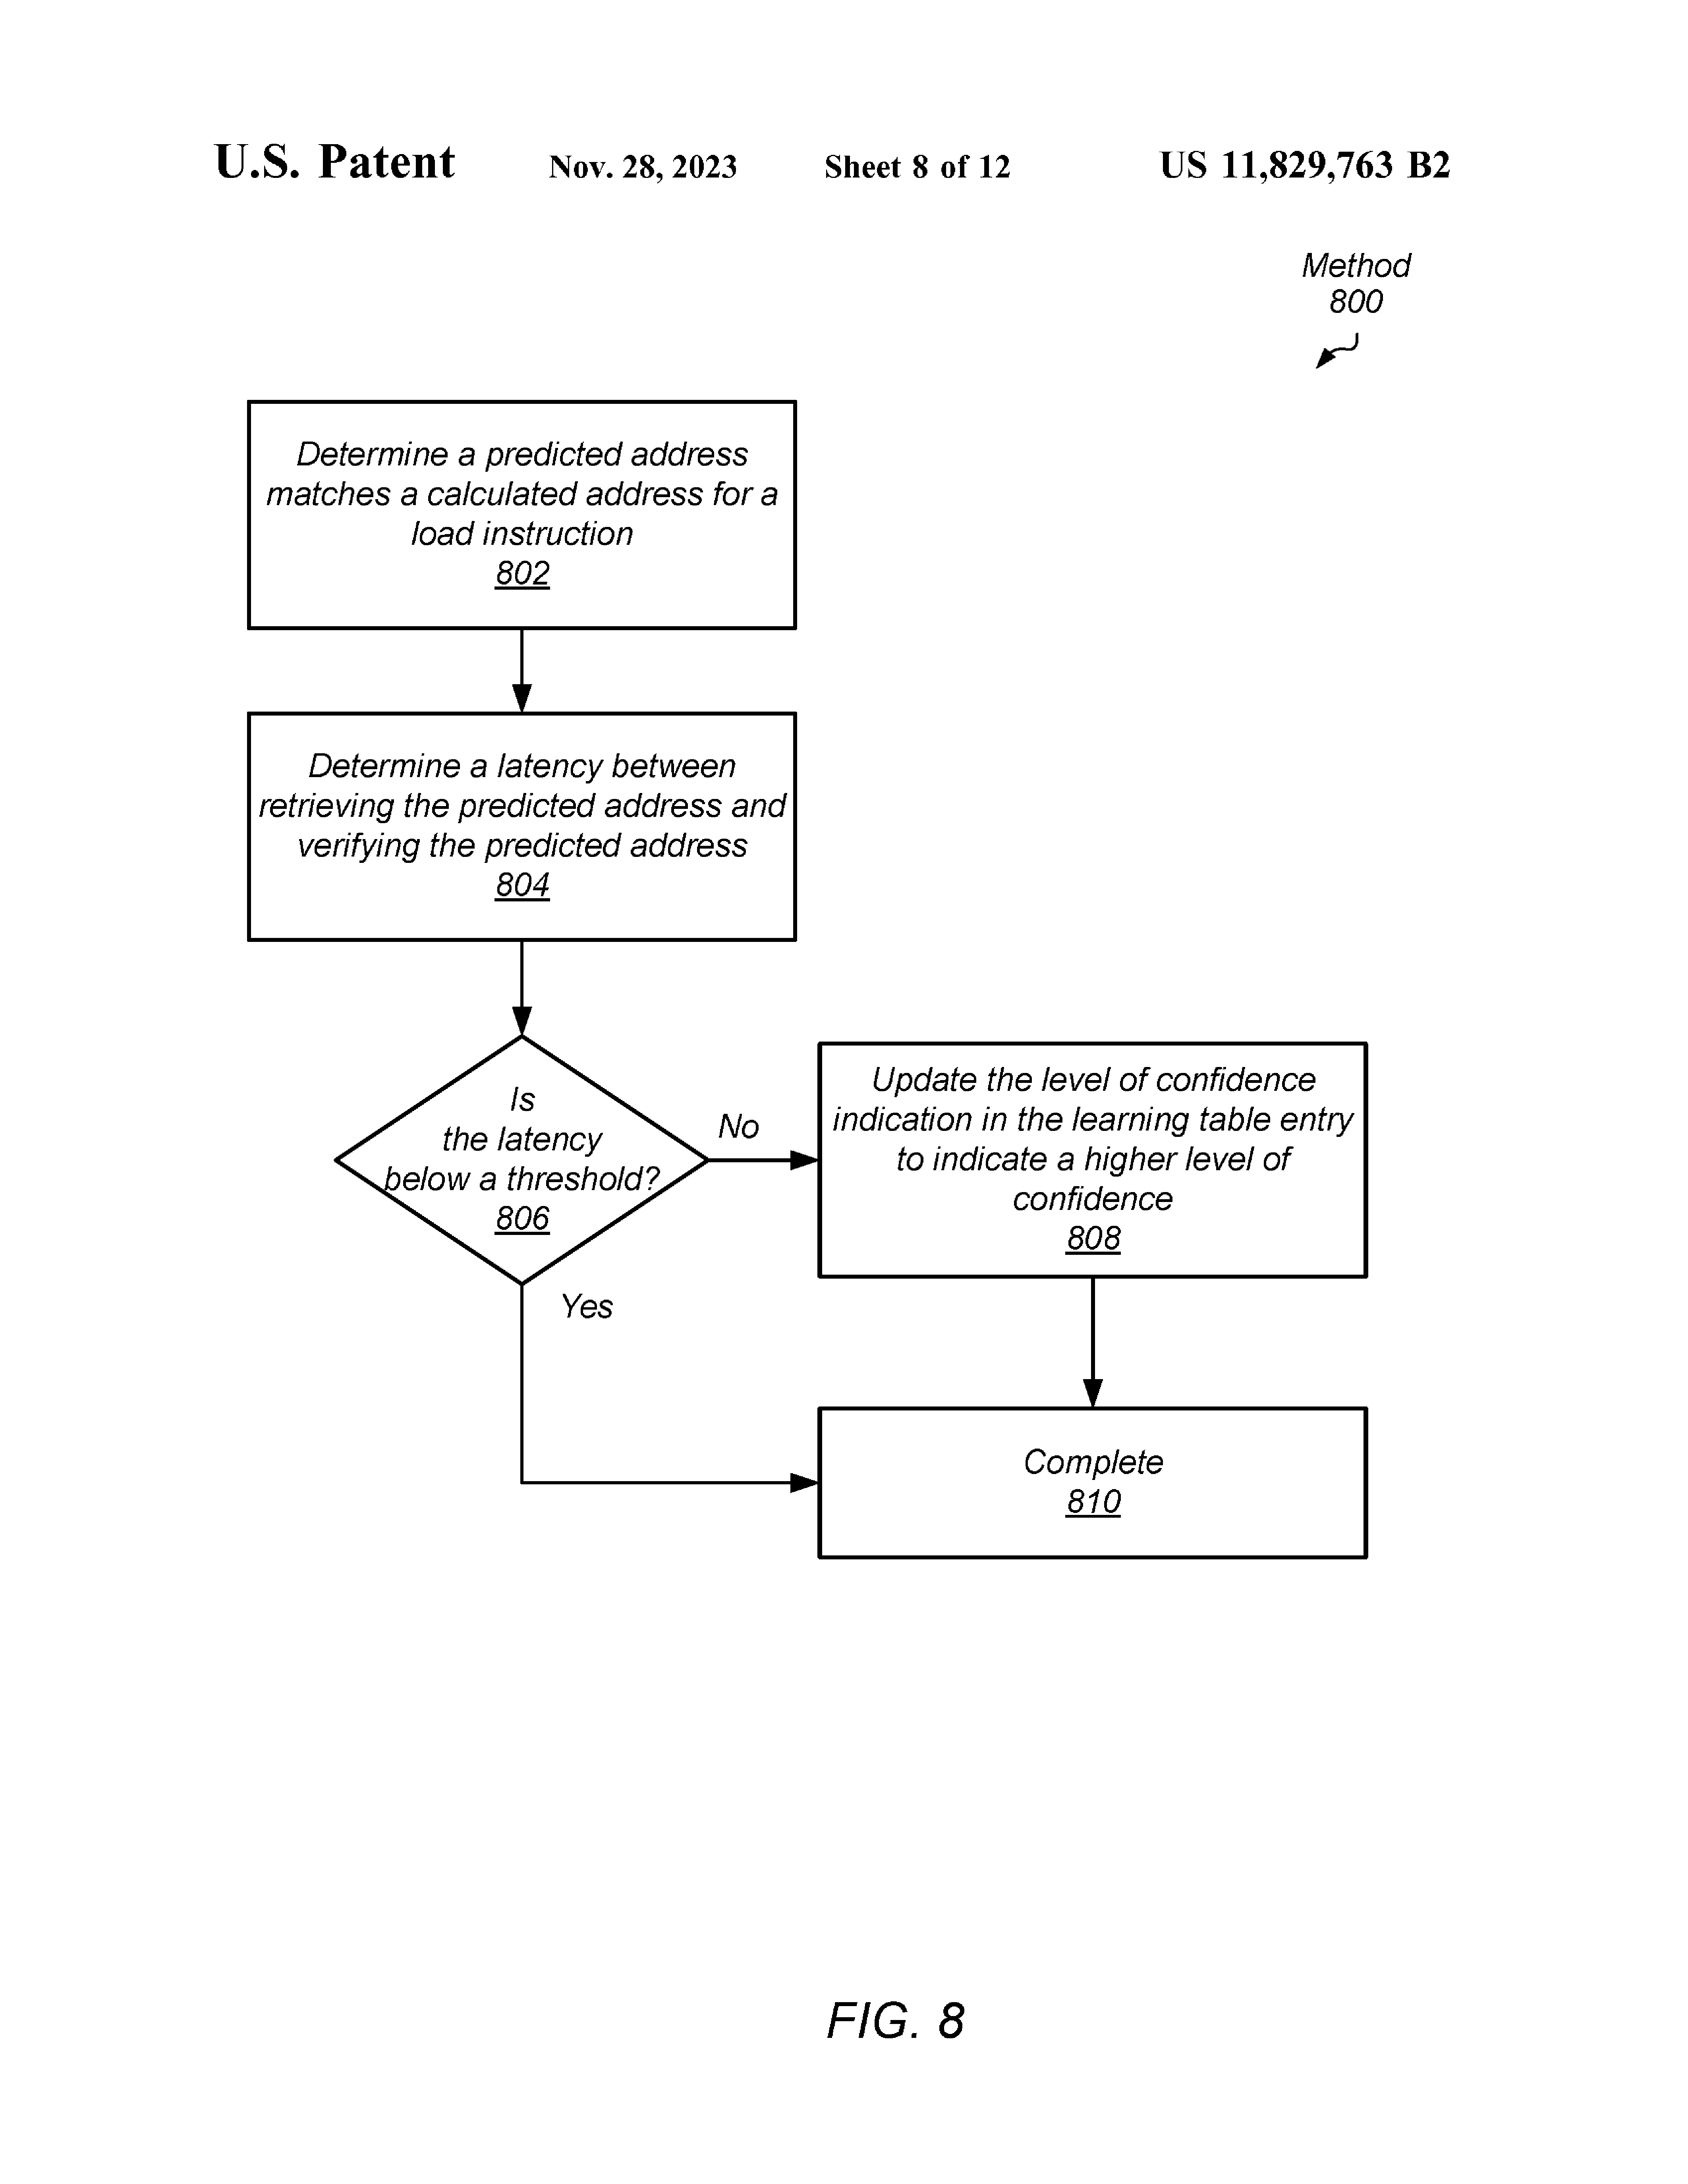 U.S. Patent Nov. 28, 2023 Sheet 8 of 12 US 11,829,763 B2
Method
800
Determine a predicted address
matches a calculated address for a
load instruction
802
Determine a latency between
retrieving the predicted address and
verifying the predicted address
804
Is
the latency
below a threshold?
806
No
Yes
Update the level of confidence
indication in the learning table entry
to indicate a higher level of
confidence
808
Complete
810
FIG. 8